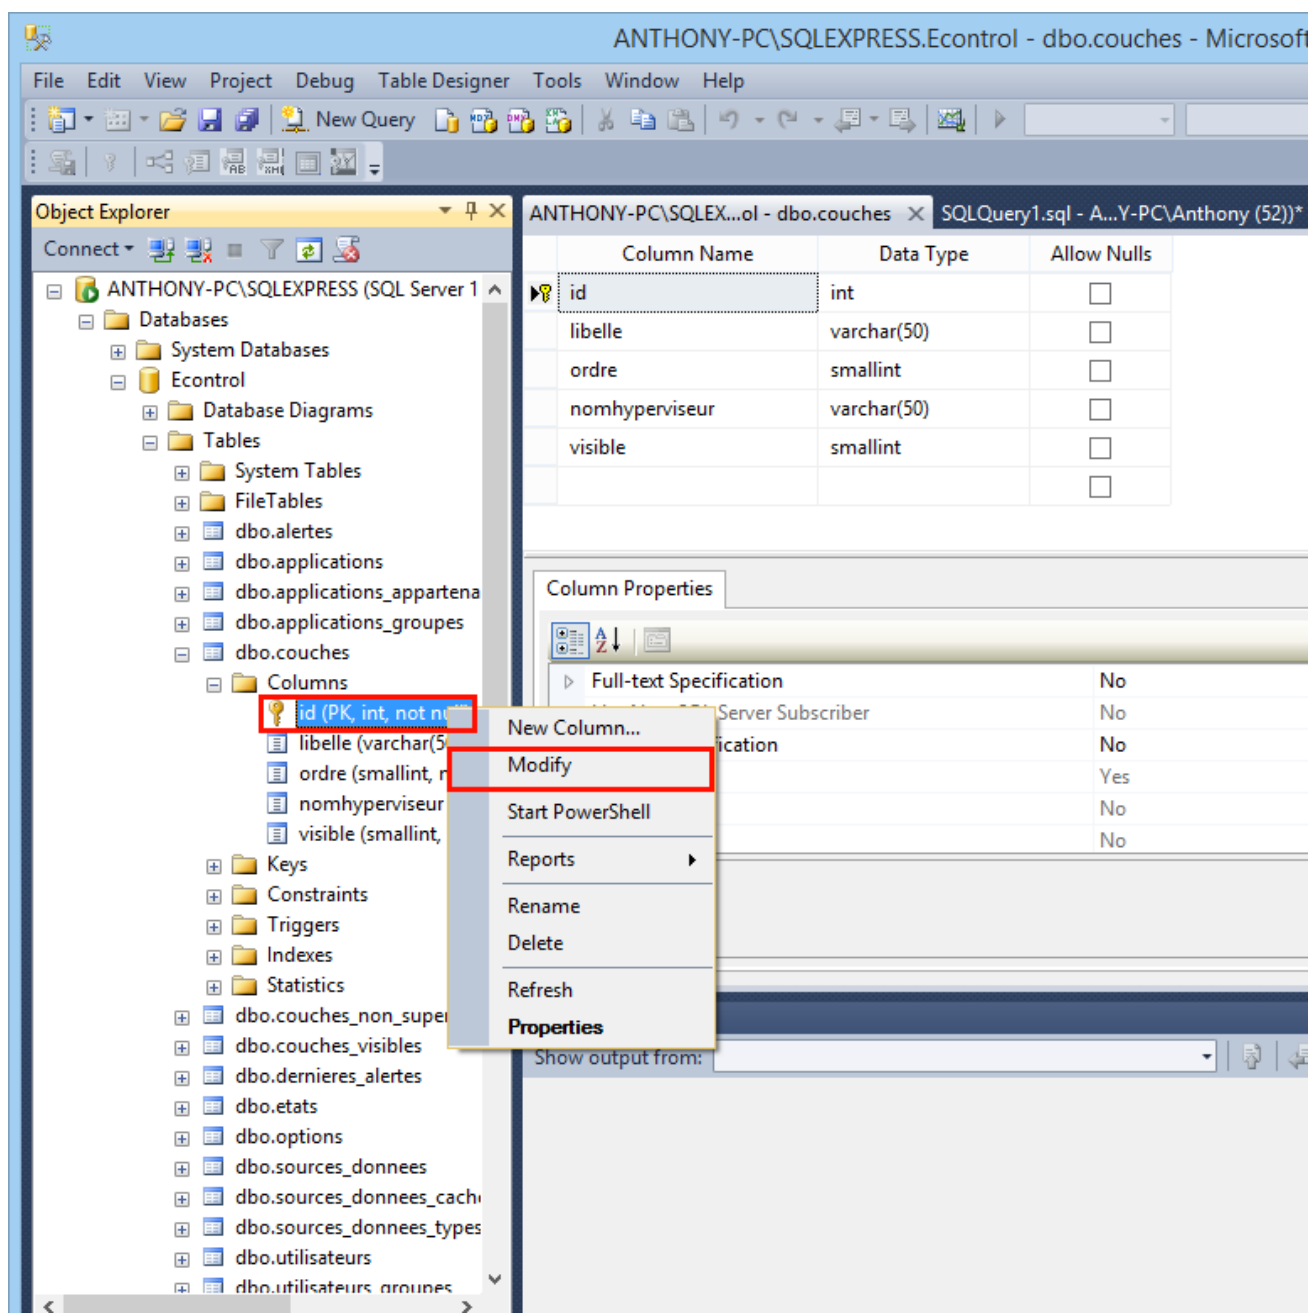 ANTHONY-PC\SQLEXPRESS.Econtrol - dbo.couches - Microsoft
File Edit View Project Debug Table Designer Tools Window Help
New Query
Object Explorer
Connect
ANTHONY-PC\SQLEXPRESS (SQL Server 1
Databases
System Databases
Econtrol
Database Diagrams
Tables
System Tables
FileTables
dbo.alertes
dbo.applications
dbo.applications_appartena
dbo.applications_groupes
dbo.couches
Columns
id (PK, int, not null)
libelle (varchar(50
ordre (smallint, n
nomhyperviseur
visible (smallint,
Keys
Constraints
Triggers
Indexes
Statistics
dbo.couches_non_super
dbo.couches_visibles
dbo.dernieres_alertes
dbo.etats
dbo.options
dbo.sources_donnees
dbo.sources_donnees_cach
dbo.sources_donnees_types
dbo.utilisateurs
dbo.utilisateurs_groupes
ANTHONY-PC\SQLEX...ol - dbo.couches SQLQuery1.sql - A...Y-PC\Anthony (52))*
Column Name Data Type Allow Nulls
id int
libelle varchar(50)
ordre smallint
nomhyperviseur varchar(50)
visible smallint
Column Properties
Full-text Specification No
Server Subscriber No
ification No
Yes
No
No
New Column...
Modify
Start PowerShell
Reports
Rename
Delete
Refresh
Properties
Show output from: